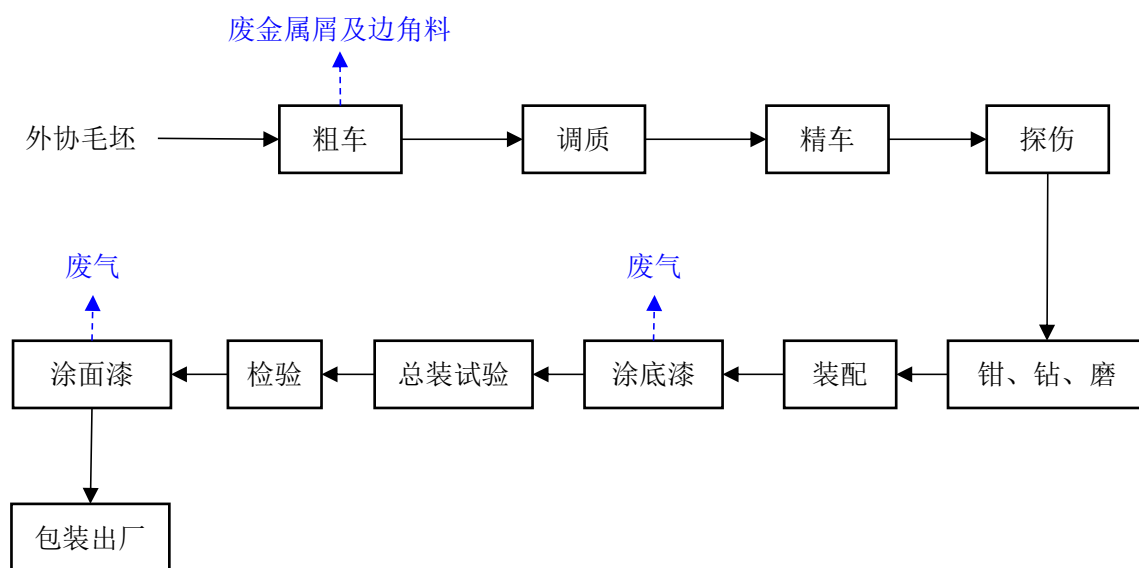 废金属屑及边角料
外协毛坯
粗车
调质
精车
探伤
废气
废气
涂面漆
检验
总装试验
涂底漆
装配
钳、钻、磨
包装出厂